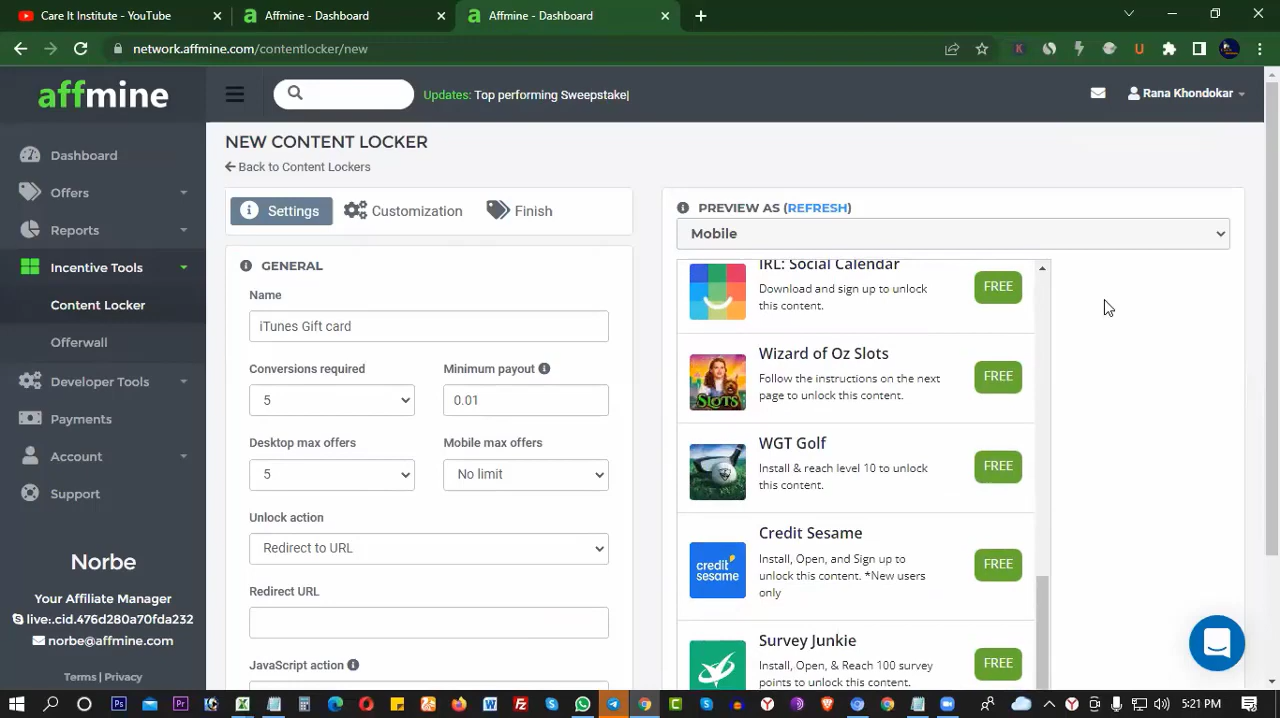 Care It Institute - YouTube
Affmine - Dashboard
Affmine - Dashboard
network.affmine.com/contentlocker/new
affmine
Updates: Top performing Sweepstake|
Rana Khondokar
Dashboard
Offers
Reports
Incentive Tools
Content Locker
Offerwall
Developer Tools
Payments
Account
Support
Norbe
Your Affiliate Manager
live:.cid.476d280a70fda232
norbe@affmine.com
Terms | Privacy
NEW CONTENT LOCKER
Back to Content Lockers
Settings
Customization
Finish
GENERAL
Name
iTunes Gift card
Conversions required
Minimum payout
5
0.01
Desktop max offers
Mobile max offers
5
No limit
Unlock action
Redirect to URL
Redirect URL
JavaScript action
PREVIEW AS (REFRESH)
Mobile
IRL: Social Calendar
Download and sign up to unlock
this content.
FREE
Wizard of Oz Slots
Follow the instructions on the next
page to unlock this content.
FREE
SLOTS
WGT Golf
Install & reach level 10 to unlock
this content.
FREE
Credit Sesame
Install, Open, and Sign up to
unlock this content. *New users
only
FREE
credit
sesame
Survey Junkie
Install, Open, & Reach 100 survey
points to unlock this content.
FREE
5:21 PM